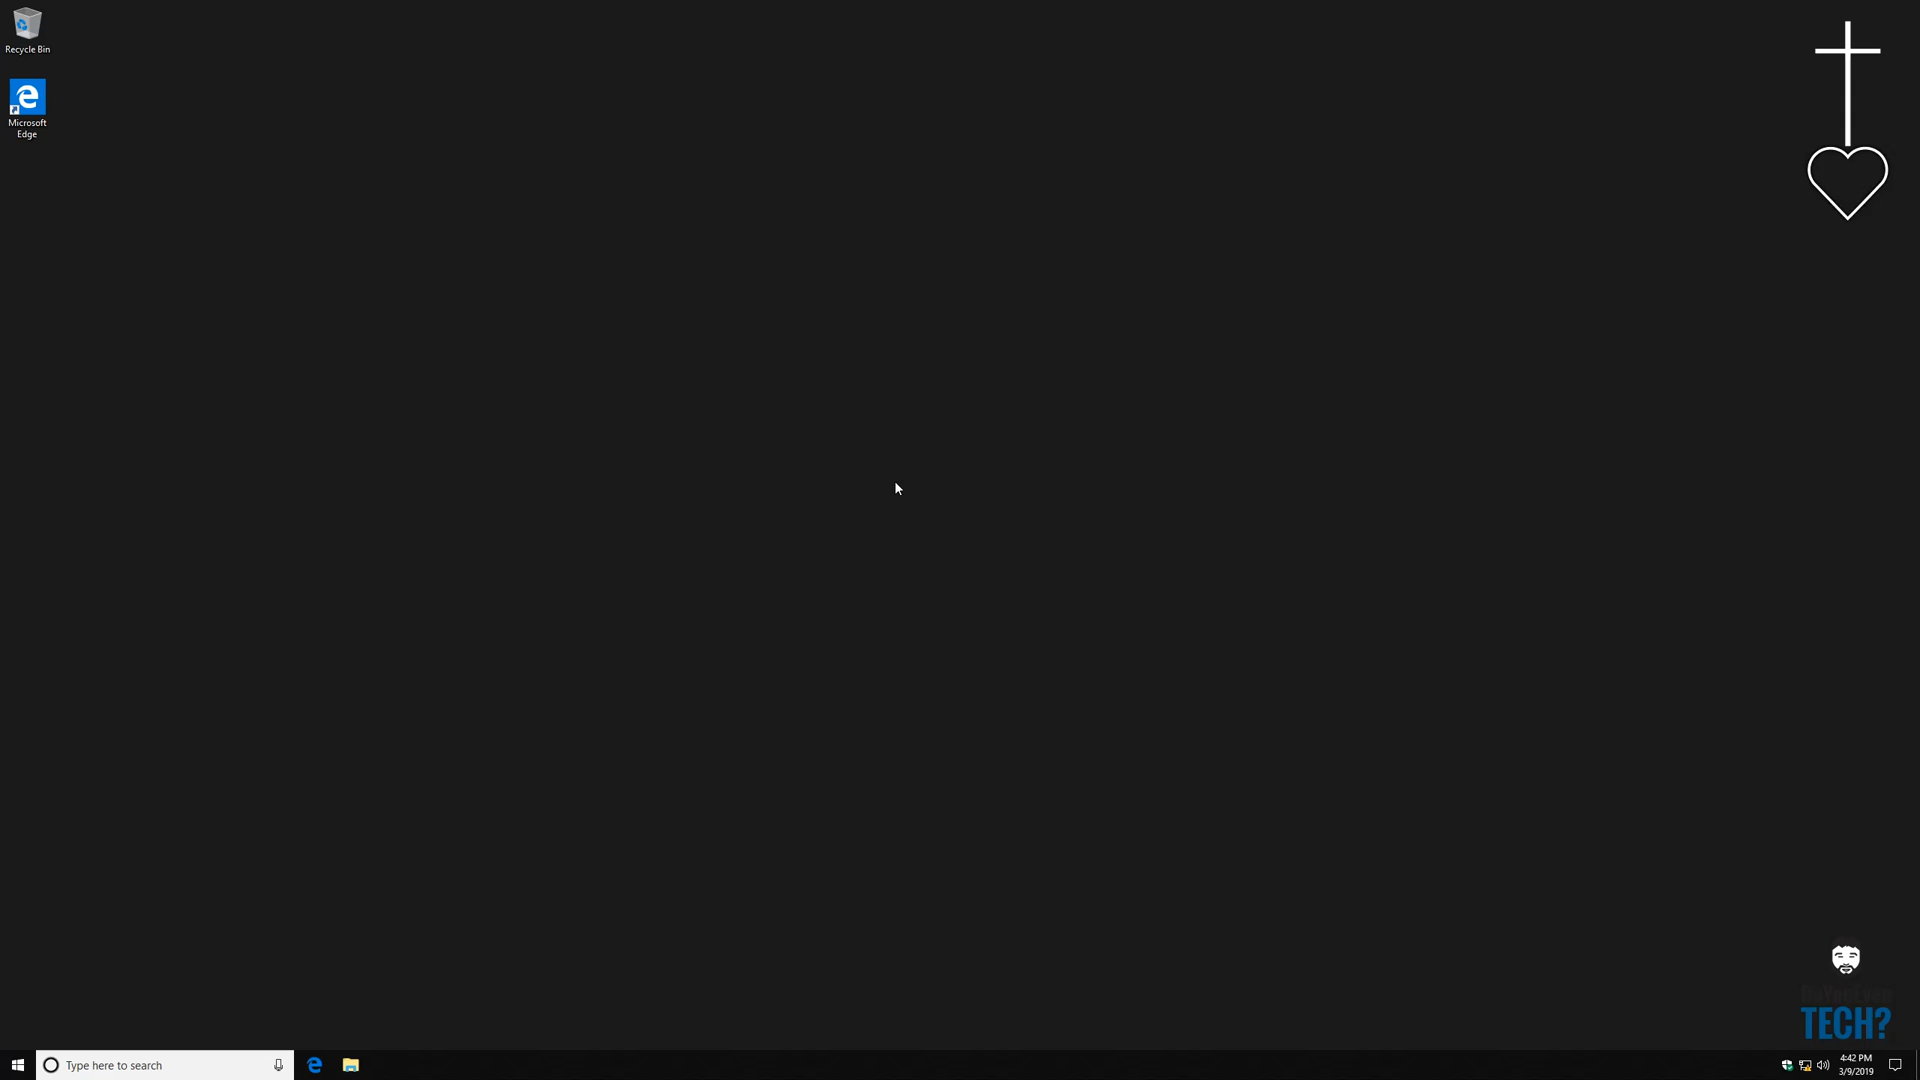 Recycle Bin
Microsoft
Edge
TECH?
Type here to search
4:42 PM
3/9/2019